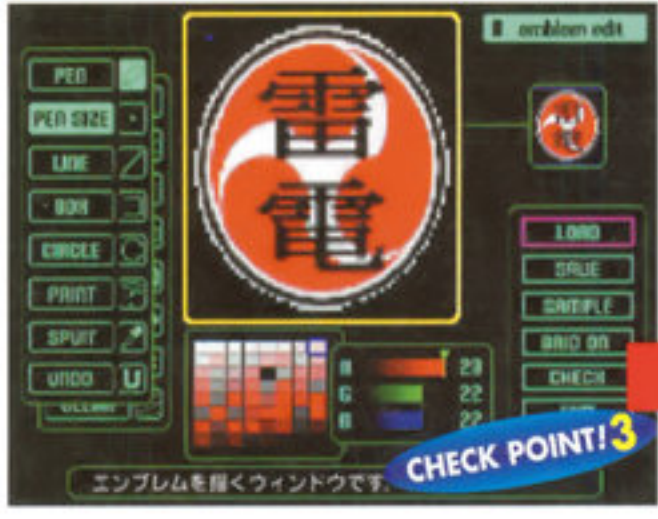 emblem edit
PEN
PEN SIZE
LINE
BOX
CIRCLE
PAINT
SPUIT
UNDO
CLEAR
雷
電
LOAD
SAVE
SAMPLE
GRID ON
CHECK
R 23
G 22
B 22
エンブレムを描くウィンドウです。
CHECK POINT!3